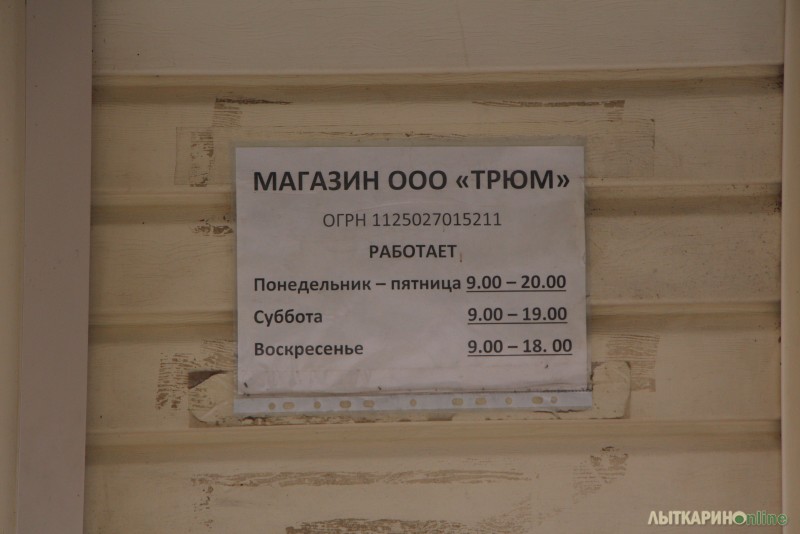 МАГАЗИН ООО «ТРЮМ»
ОГРН 1125027015211
РАБОТАЕТ
Понедельник – пятница 9.00 – 20.00
Суббота 9.00 – 19.00
Воскресенье 9.00 – 18. 00
ЛЫТКАРИНОonline